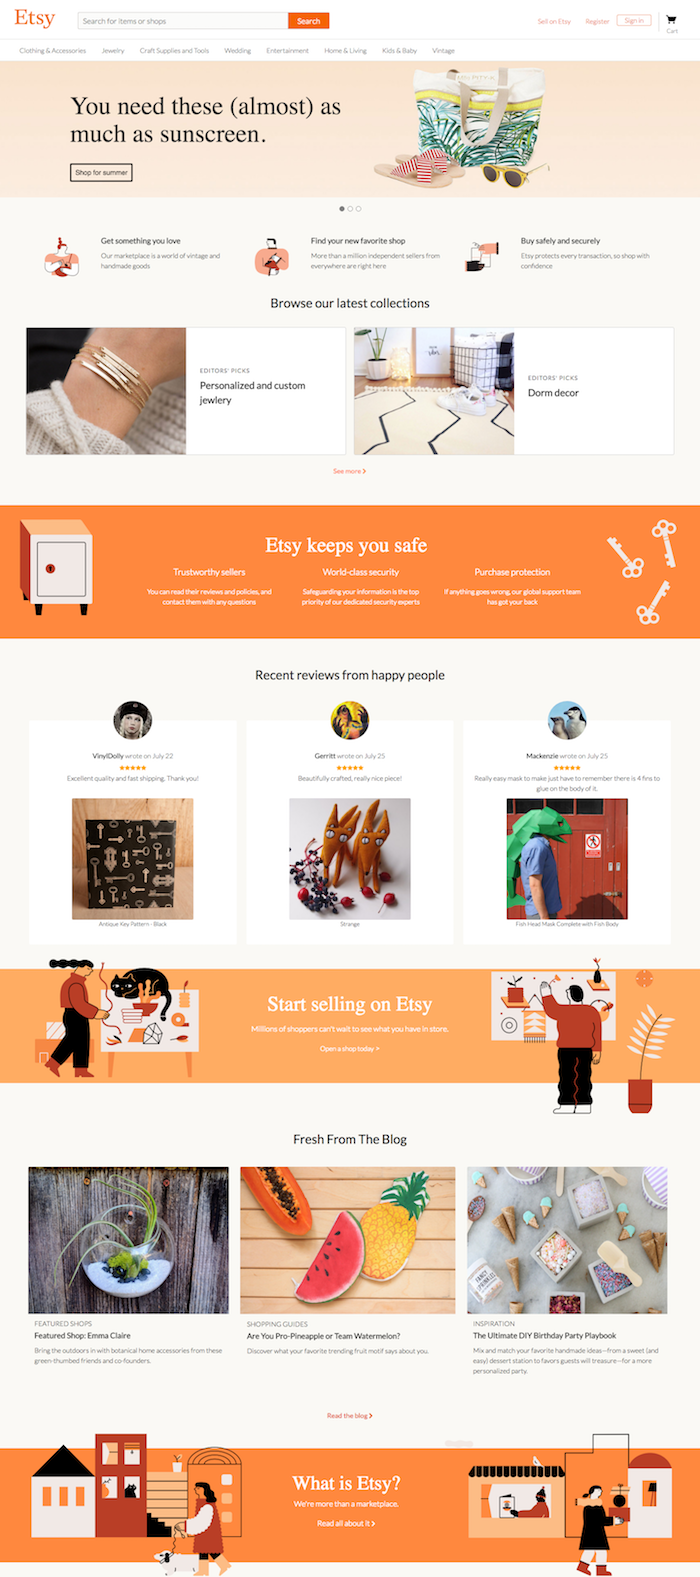 Etsy
Search for items or shops
Search
Sell on Etsy
Register
Sign in
Cart
Clothing & Accessories
Jewelry
Craft Supplies and Tools
Wedding
Entertainment
Home & Living
Kids & Baby
Vintage
You need these (almost) as
much as sunscreen.
Shop for summer
Get something you love
Our marketplace is a world of vintage and
handmade goods
Find your new favorite shop
More than a million independent sellers from
everywhere are right here
Buy safely and securely
Etsy protects every transaction, so shop with
confidence
Browse our latest collections
EDITORS' PICKS
Personalized and custom
jewlery
EDITORS' PICKS
Dorm decor
See more >
Etsy keeps you safe
Trustworthy sellers
You can read their reviews and policies, and
contact them with any questions
World-class security
Safeguarding your information is the top
priority of our dedicated security experts
Purchase protection
If anything goes wrong, our global support team
has got your back
Recent reviews from happy people
VinylDolly wrote on July 22
Excellent quality and fast shipping. Thank you!
Antique Key Pattern - Black
Gerritt wrote on July 25
Beautifully crafted, really nice piece!
Strange
Mackenzie wrote on July 25
Really easy mask to make just have to remember there is 4 fins to
glue on the body of it.
Fish Head Mask Complete with Fish Body
Start selling on Etsy
Millions of shoppers can't wait to see what you have in store.
Open a shop today >
Fresh From The Blog
FEATURED SHOPS
Featured Shop: Emma Claire
Bring the outdoors in with botanical home accessories from these
green-thumbed friends and co-founders.
SHOPPING GUIDES
Are You Pro-Pineapple or Team Watermelon?
Discover what your favorite trending fruit motif says about you.
FANCY
SPRINKLES
INSPIRATION
The Ultimate DIY Birthday Party Playbook
Mix and match your favorite handmade ideas--from a sweet (and
easy) dessert station to favors guests will treasure--for a more
personalized party.
Read the blog >
What is Etsy?
We're more than a marketplace.
Read all about it >